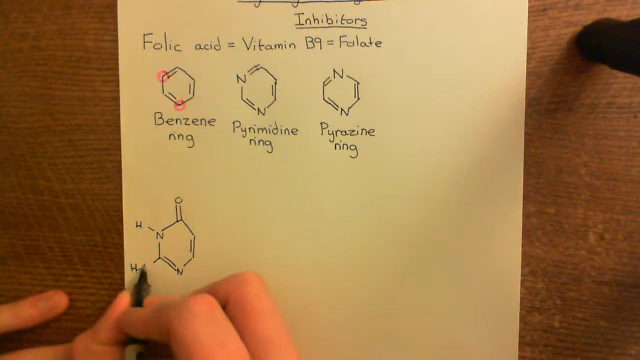 Inhibitors
Folic acid = Vitamin B9 = Folate
N
N
N
N
Benzene
ring
Pyrimidine
ring
Pyrazine
ring
O
H
N
H
N